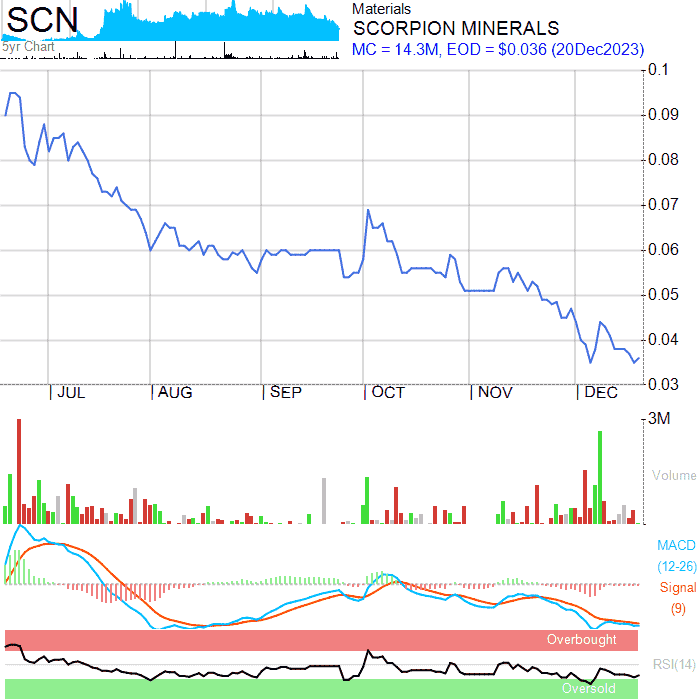 SCN
5yr Chart
Materials
SCORPION MINERALS
MC = 14.3M, EOD = $0.036 (20Dec2023)
0.1
0.09
0.08
0.07
0.06
0.05
0.04
0.03
JUL AUG SEP OCT NOV DEC
3M
Volume
MACD
(12-26)
Signal
(9)
Overbought
RSI(14)
Oversold